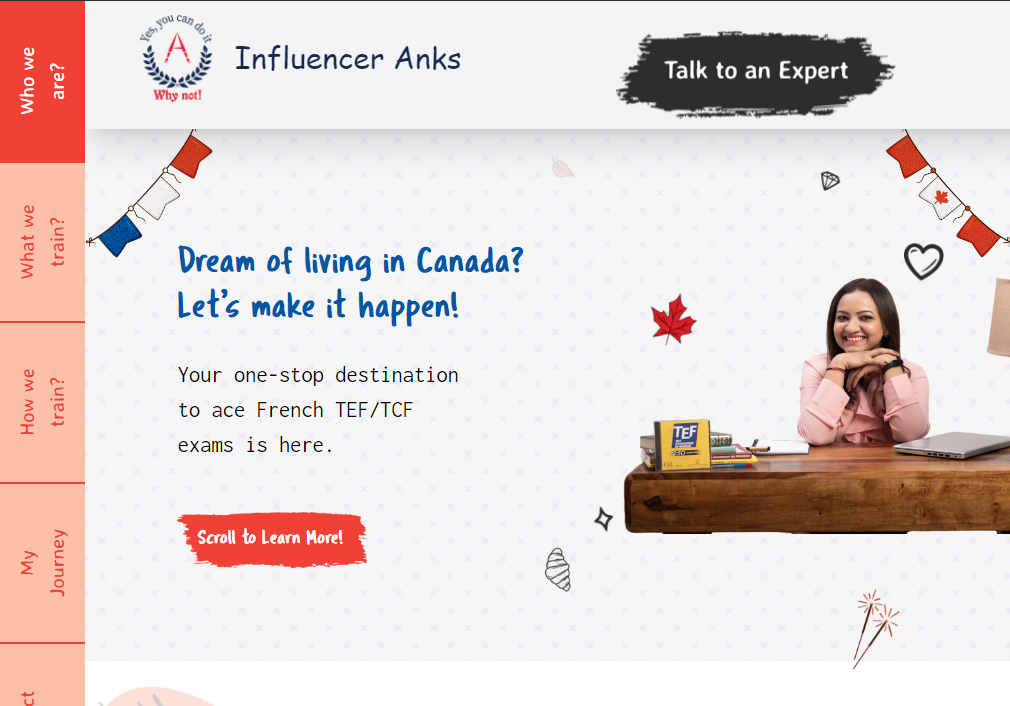 Who we
are?
What we
train?
How we
train?
My
Journey
ct
Yes, you can do it
A
Why not!
Influencer Anks
Talk to an Expert
Dream of living in Canada?
Let's make it happen!
Your one-stop destination
to ace French TEF/TCF
exams is here.
Scroll to Learn More!
TEF
250